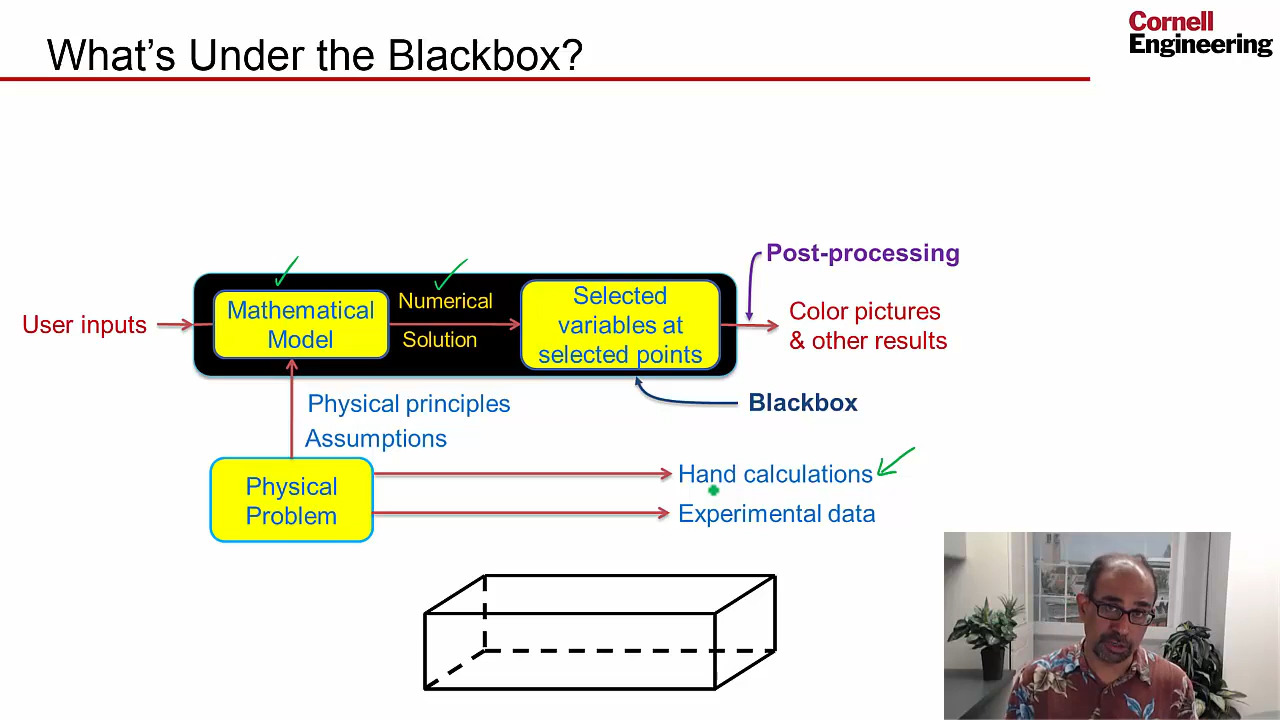 What's Under the Blackbox?
Cornell
Engineering
Post-processing
User inputs
Mathematical
Model
Numerical
Solution
Selected
variables at
selected points
Color pictures
& other results
Blackbox
Physical principles
Assumptions
Physical
Problem
Hand calculations
Experimental data